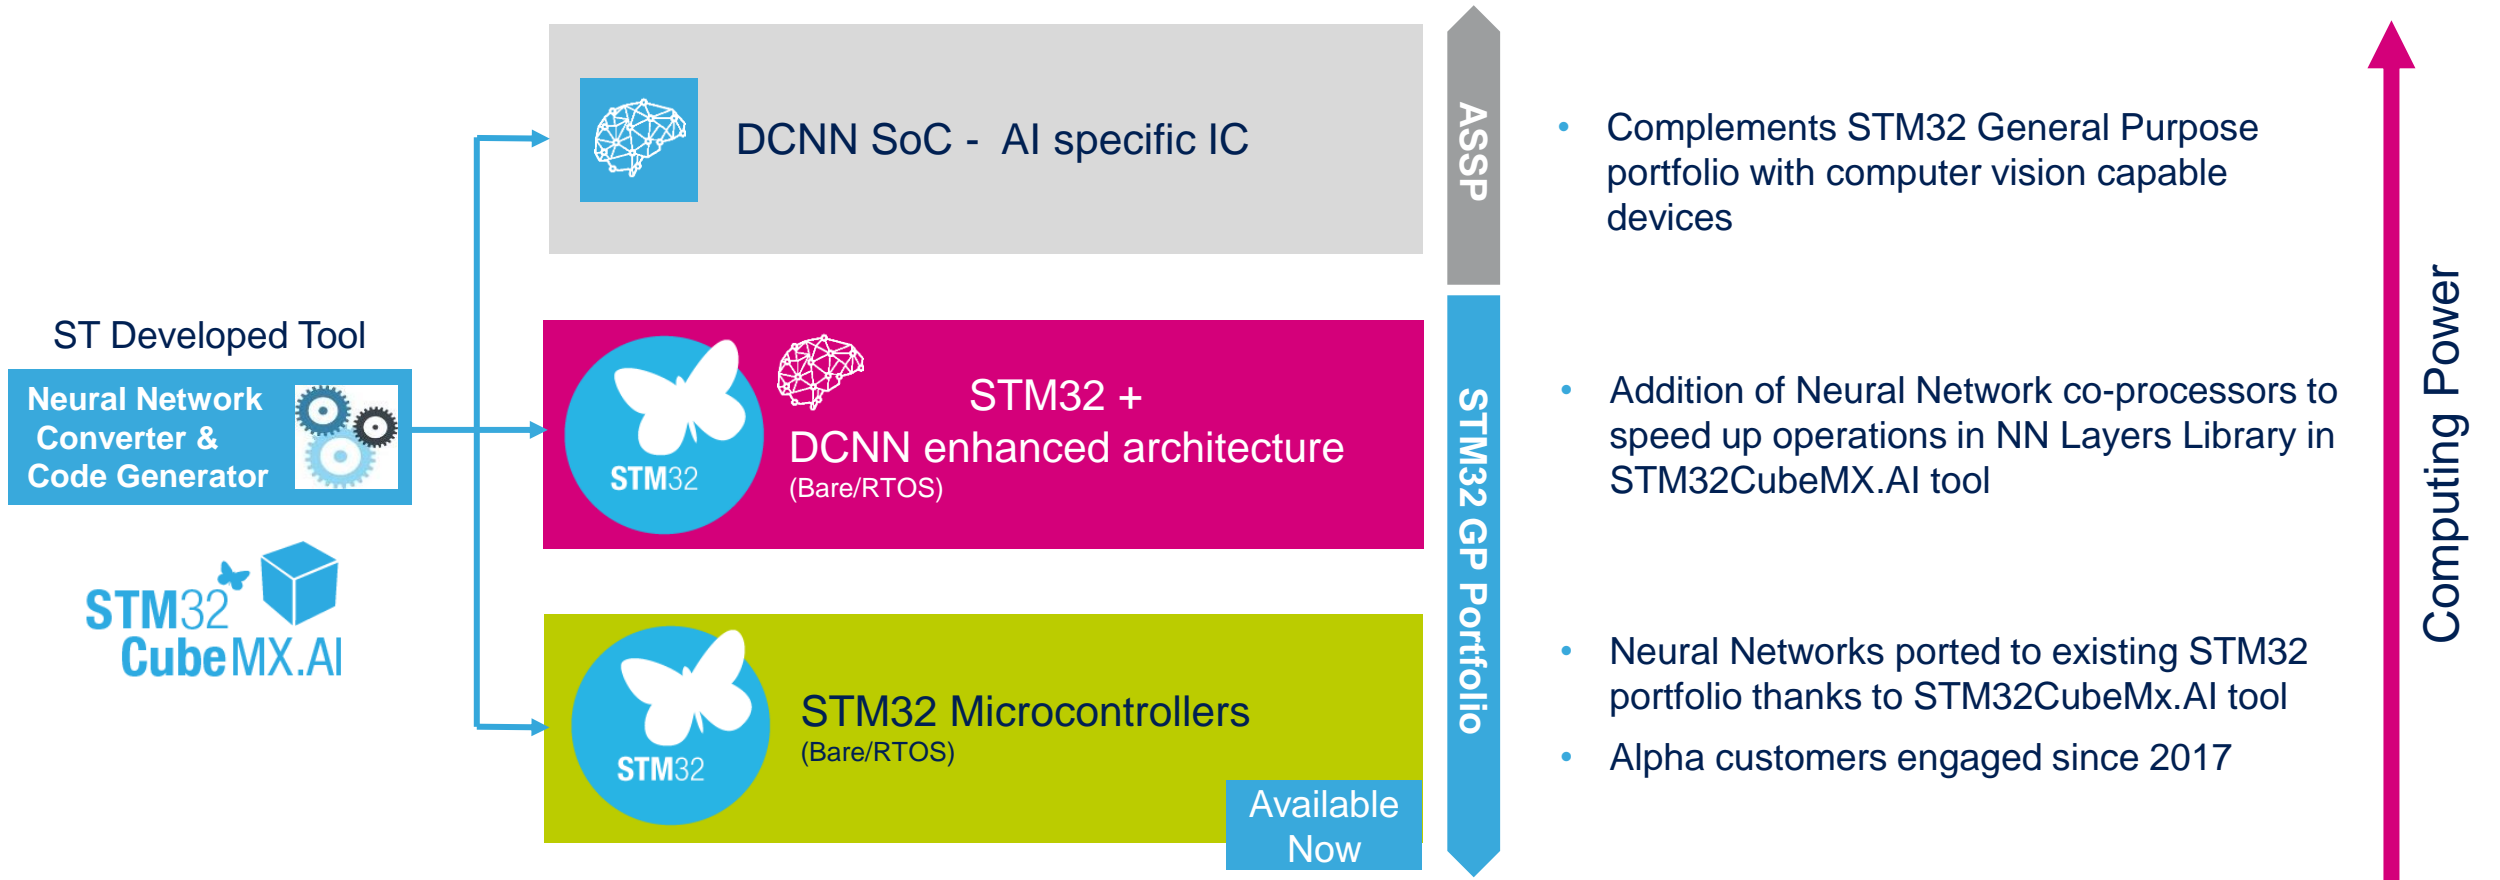 ST Developed Tool
Neural Network
Converter &
Code Generator
STM32
CubeMX.AI
DCNN SoC - AI specific IC
STM32 +
DCNN enhanced architecture
(Bare/RTOS)
STM32
STM32 Microcontrollers
(Bare/RTOS)
STM32
Available
Now
ASSP
STM32 GP Portfolio
• Complements STM32 General Purpose
portfolio with computer vision capable
devices
• Addition of Neural Network co-processors to
speed up operations in NN Layers Library in
STM32CubeMX.AI tool
• Neural Networks ported to existing STM32
portfolio thanks to STM32CubeMx.AI tool
• Alpha customers engaged since 2017
Computing Power